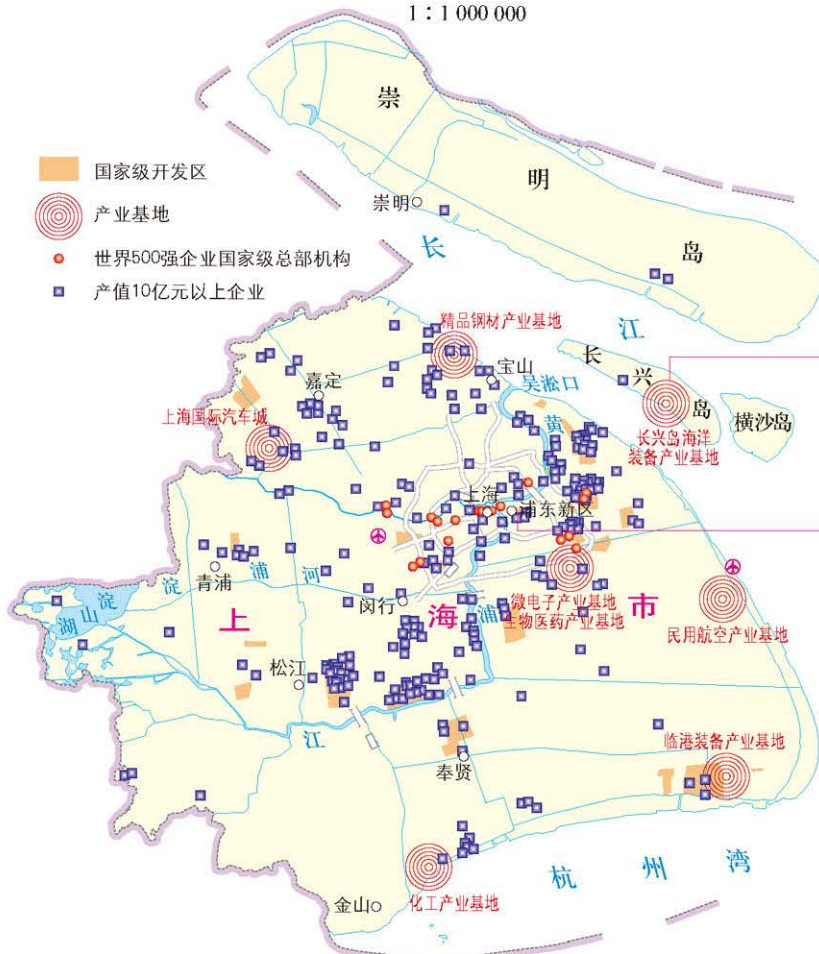 1：1 000 000
崇
明
岛
国家级开发区
产业基地
世界500强企业国家级总部机构
产值10亿元以上企业
崇明
长
江
精品钢材产业基地
宝山
吴淞口
长
兴
岛
横沙岛
长兴岛海洋
装备产业基地
嘉定
上海国际汽车城
黄
上海
浦东新区
青浦
淀
浦
河
淀
山
湖
闵行
上
海
市
浦
微电子产业基地
生物医药产业基地
民用航空产业基地
松江
江
临港装备产业基地
奉贤
化工产业基地
金山
杭
州
湾